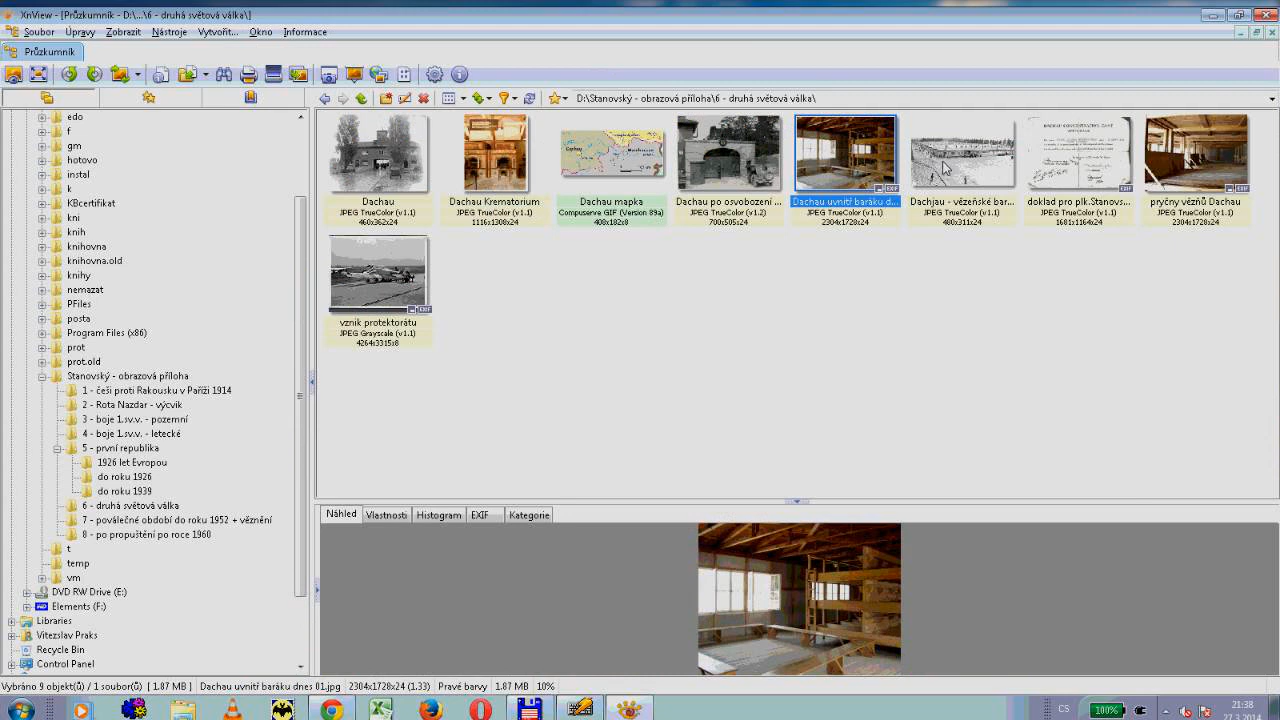 XnView - [Průzkumník - D:\...\6 - druhá světová válka\]
Soubor Úpravy Zobrazit Nástroje Vytvořit... Okno Informace
Průzkumník
D:\Stanovský - obrazová příloha\6 - druhá světová válka\
edo
f
gm
hotovo
instal
k
KBcertifikat
kni
knih
knihovna
knihovna.old
knihy
nemazat
PFiles
posta
Program Files (x86)
prot
prot.old
Stanovský - obrazová příloha
1 - češi proti Rakousku v Paříži 1914
2 - Rota Nazdar - výcvik
3 - boje 1.sv.v. - pozemní
4 - boje 1.sv.v. - letecké
5 - první republika
1926 let Evropou
do roku 1926
do roku 1939
6 - druhá světová válka
7 - poválečné období do roku 1952 + věznění
8 - po propuštění po roce 1960
t
temp
vm
DVD RW Drive (E:)
Elements (F:)
Libraries
Vitezslav Praks
Recycle Bin
Control Panel
Dachau
JPEG TrueColor (v1.1)
460x362x24
Dachau Krematorium
JPEG TrueColor (v1.1)
1116x1308x24
Dachau mapka
Compuserve GIF (Version 89a)
408x182x8
Dachau po osvobození ...
JPEG TrueColor (v1.2)
700x505x24
EXIF
Dachau uvnitř baráku d...
JPEG TrueColor (v1.1)
2304x1728x24
Dachjau - vězeňské bar...
JPEG TrueColor (v1.1)
480x311x24
EXIF
doklad pro plk.Stanovs...
JPEG TrueColor (v1.1)
1681x1164x24
EXIF
pryčny vězňů Dachau
JPEG TrueColor (v1.1)
2304x1728x24
EXIF
vznik protektorátu
JPEG Grayscale (v1.1)
4264x3315x8
Náhled Vlastnosti Histogram EXIF Kategorie
Vybráno 9 objekt(ů) / 1 soubor(ů) [ 1.87 MB ] Dachau uvnitř baráku dnes 01.jpg 2304x1728x24 (1.33) Pravé barvy 1.87 MB 10%
CS 100% 21:38
27.3.2014